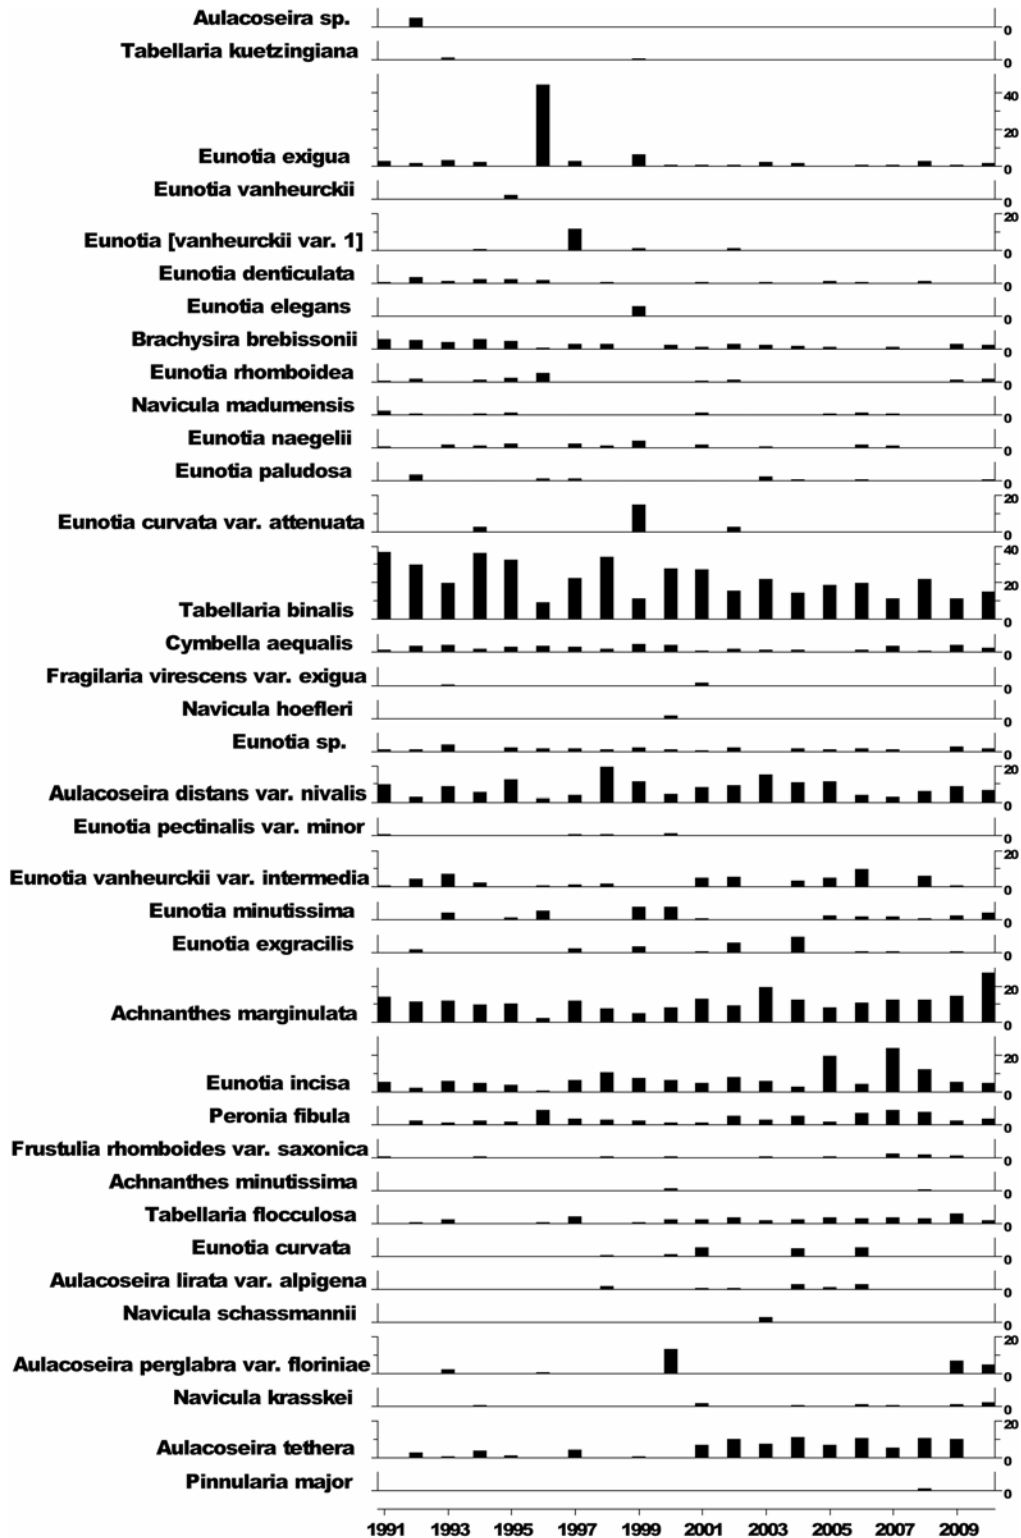 Aulacoseira sp.
0
Tabellaria kuetzingiana
0
40
20
Eunotia exigua
0
Eunotia vanheurckii
0
20
Eunotia [vanheurckii var. 1]
0
Eunotia denticulata
0
Eunotia elegans
0
Brachysira brebissonii
0
Eunotia rhomboidea
0
Navicula madumensis
0
Eunotia naegelii
0
Eunotia paludosa
0
20
Eunotia curvata var. attenuata
0
40
20
Tabellaria binalis
0
Cymbella aequalis
0
Fragilaria virescens var. exigua
0
Navicula hoefleri
0
Eunotia sp.
0
20
Aulacoseira distans var. nivalis
0
Eunotia pectinalis var. minor
0
20
Eunotia vanheurckii var. intermedia
0
Eunotia minutissima
0
Eunotia exgracilis
0
20
Achnanthes marginulata
0
20
Eunotia incisa
0
Peronia fibula
0
Frustulia rhomboides var. saxonica
0
Achnanthes minutissima
0
Tabellaria flocculosa
0
Eunotia curvata
0
Aulacoseira lirata var. alpigena
0
Navicula schassmannii
0
20
Aulacoseira perglabra var. floriniae
0
Navicula krasskei
0
20
Aulacoseira tethera
0
Pinnularia major
0
1991 1993 1995 1997 1999 2001 2003 2005 2007 2009